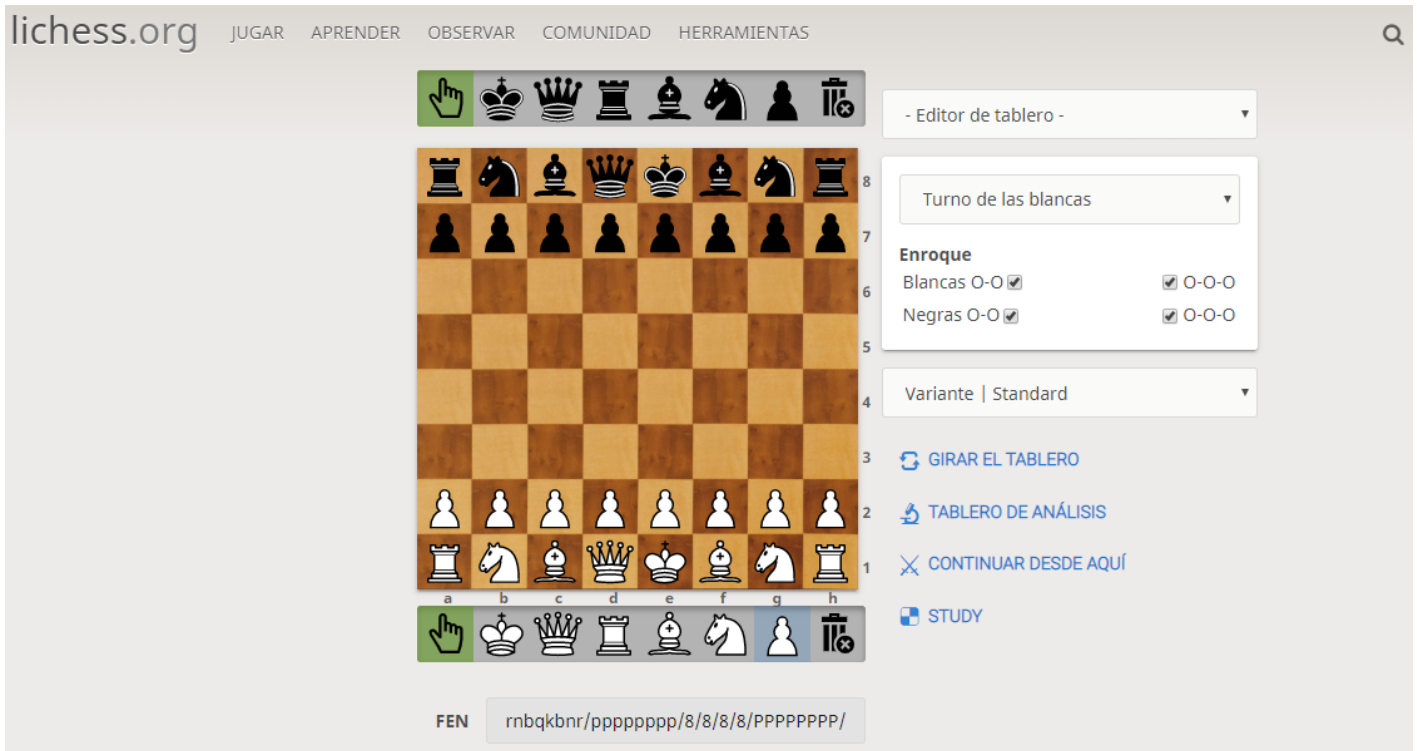 lichess.org JUGAR APRENDER OBSERVAR COMUNIDAD HERRAMIENTAS
- Editor de tablero -
8
Turno de las blancas
7
Enroque
Blancas O-O O-O-O
6
Negras O-O O-O-O
5
Variante | Standard
4
3
GIRAR EL TABLERO
2
TABLERO DE ANÁLISIS
1
CONTINUAR DESDE AQUÍ
a b c d e f g h
STUDY
FEN rnbqkbnr/pppppppp/8/8/8/8/PPPPPPPP/